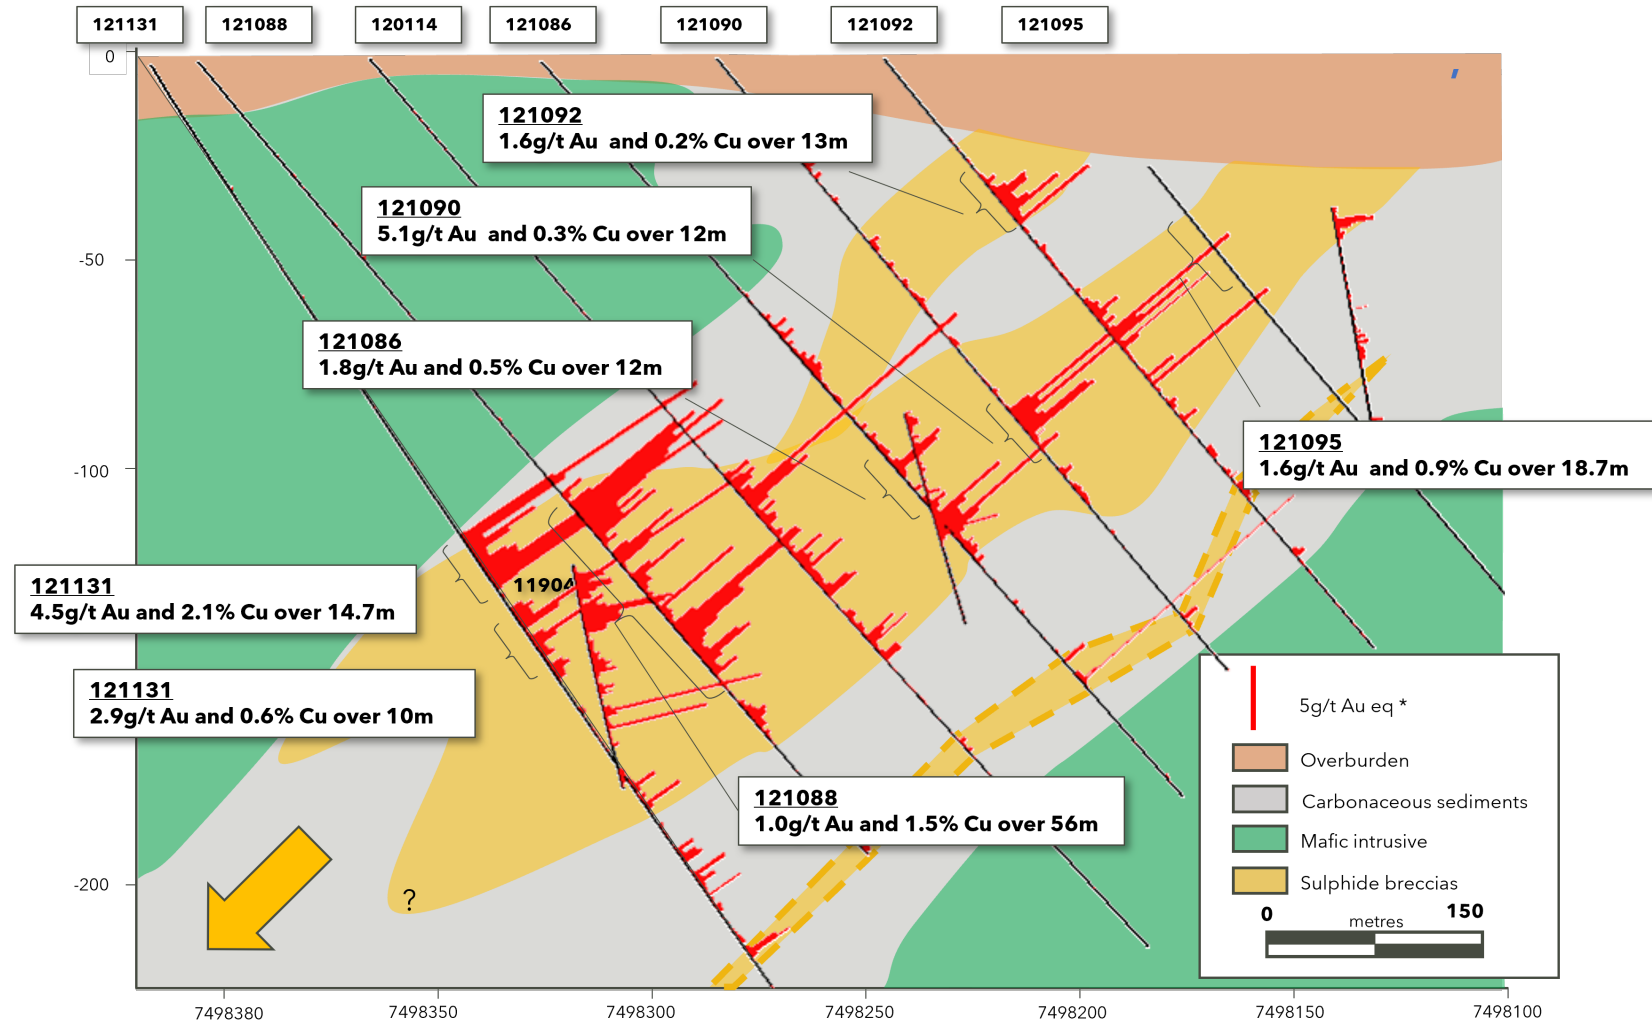 121131
121088
120114
121086
121090
121092
121095
0
121092
1.6g/t Au and 0.2% Cu over 13m
121090
5.1g/t Au and 0.3% Cu over 12m
-50
121086
1.8g/t Au and 0.5% Cu over 12m
121095
1.6g/t Au and 0.9% Cu over 18.7m
-100
11904
121131
4.5g/t Au and 2.1% Cu over 14.7m
121131
2.9g/t Au and 0.6% Cu over 10m
121088
1.0g/t Au and 1.5% Cu over 56m
-200
?
5g/t Au eq *
Overburden
Carbonaceous sediments
Mafic intrusive
Sulphide breccias
0
metres
150
7498380
7498350
7498300
7498250
7498200
7498150
7498100